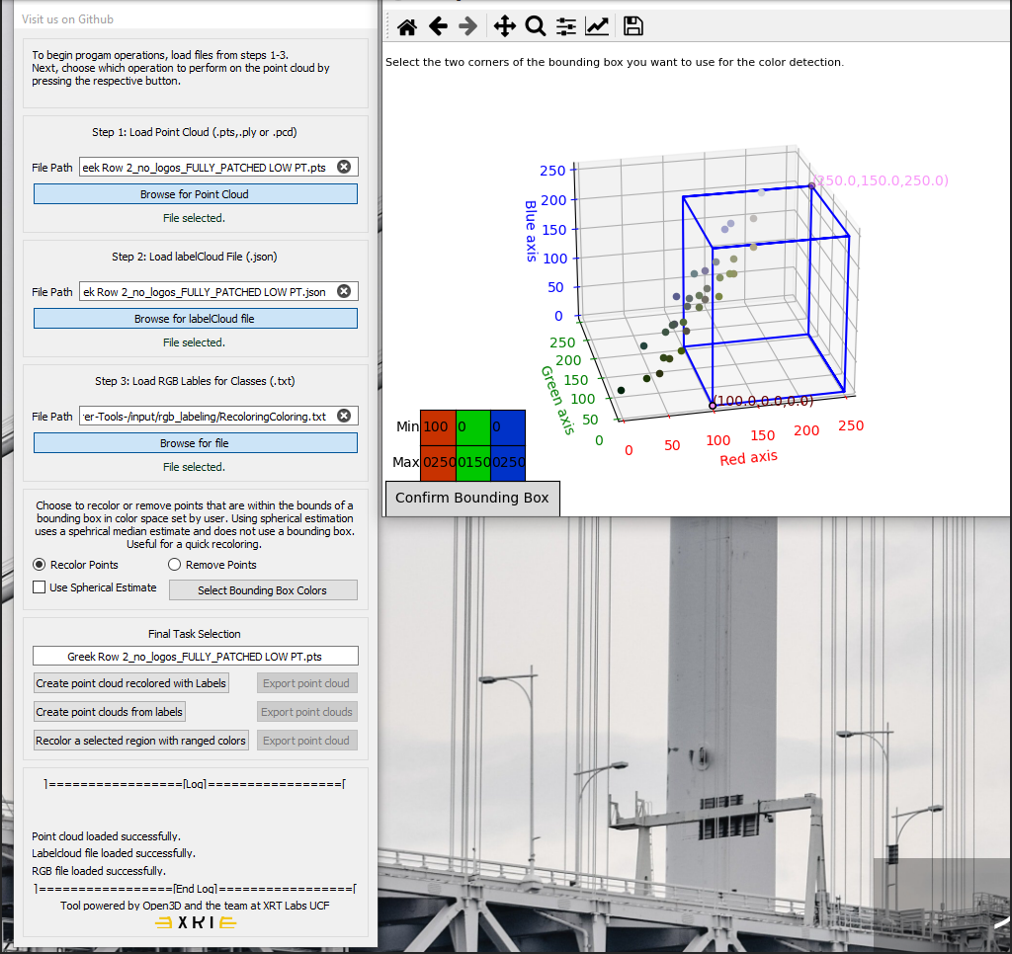 Visit us on Github
To begin progam operations, load files from steps 1-3.
Next, choose which operation to perform on the point cloud by
pressing the respective button.
Step 1: Load Point Cloud (.pts,.ply or .pcd)
File Path eek Row 2_no_logos_FULLY_PATCHED LOW PT.pts
Browse for Point Cloud
File selected.
Step 2: Load labelCloud File (.json)
File Path ek Row 2_no_logos_FULLY_PATCHED LOW PT.json
Browse for labelCloud file
File selected.
Step 3: Load RGB Lables for Classes (.txt)
File Path er-Tools-/input/rgb_labeling/RecoloringColoring.txt
Browse for file
File selected.
Choose to recolor or remove points that are within the bounds of a
bounding box in color space set by user. Using spherical estimation
uses a spehrical median estimate and does not use a bounding box.
Useful for a quick recoloring.
Recolor Points Remove Points
Use Spherical Estimate Select Bounding Box Colors
Final Task Selection
Greek Row 2_no_logos_FULLY_PATCHED LOW PT.pts
Create point cloud recolored with Labels Export point cloud
Create point clouds from labels Export point clouds
Recolor a selected region with ranged colors Export point cloud
]=================[Log]=================[
Point cloud loaded successfully.
Labelcloud file loaded successfully.
RGB file loaded successfully.
]=================[End Log]=================[
Tool powered by Open3D and the team at XRT Labs UCF
Select the two corners of the bounding box you want to use for the color detection.
(250.0,150.0,250.0)
Blue axis
250
200
150
100
50
0
Green axis
250
200
150
100
50
0
(100.0,0.0,0.0)
0 50 100 150 200 250
Red axis
Min 100 0 0
Max 0250 0150 0250
Confirm Bounding Box